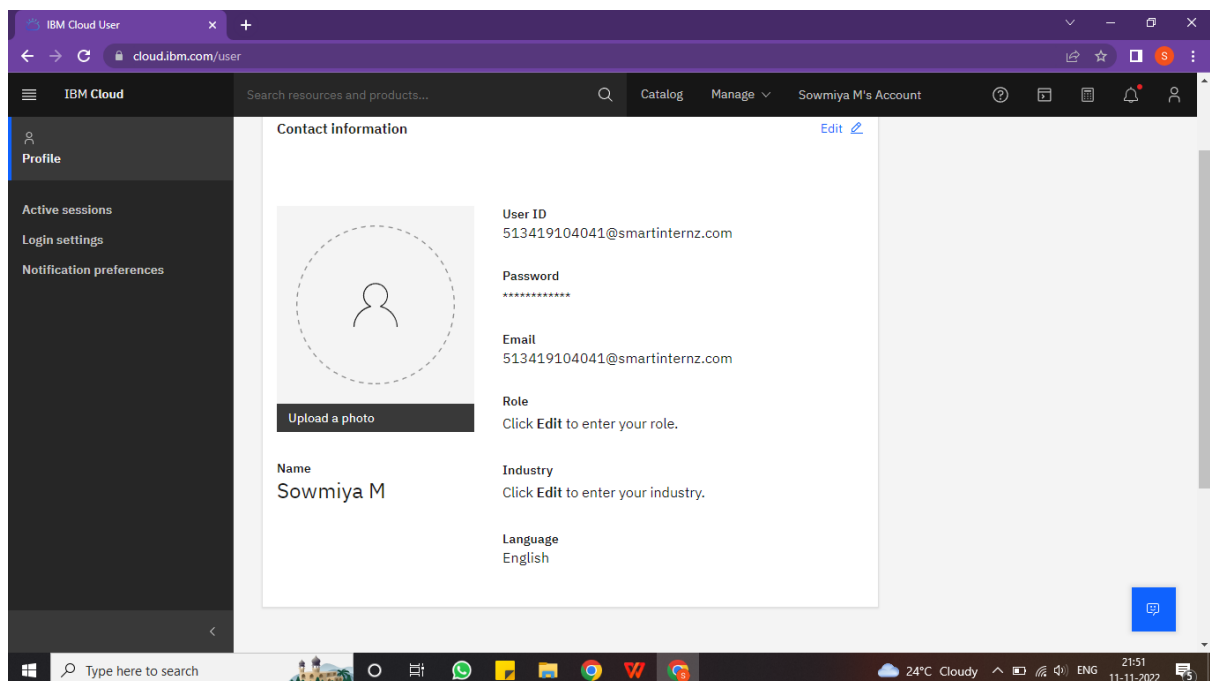 IBM Cloud User
cloud.ibm.com/user
IBM Cloud
Search resources and products...
Catalog
Manage
Sowmiya M's Account
Profile
Active sessions
Login settings
Notification preferences
Contact information
Edit
Upload a photo
Name
Sowmiya M
User ID
513419104041@smartinternz.com
Password
************
Email
513419104041@smartinternz.com
Role
Click Edit to enter your role.
Industry
Click Edit to enter your industry.
Language
English
Type here to search
24°C Cloudy
ENG
21:51
11-11-2022
5
S